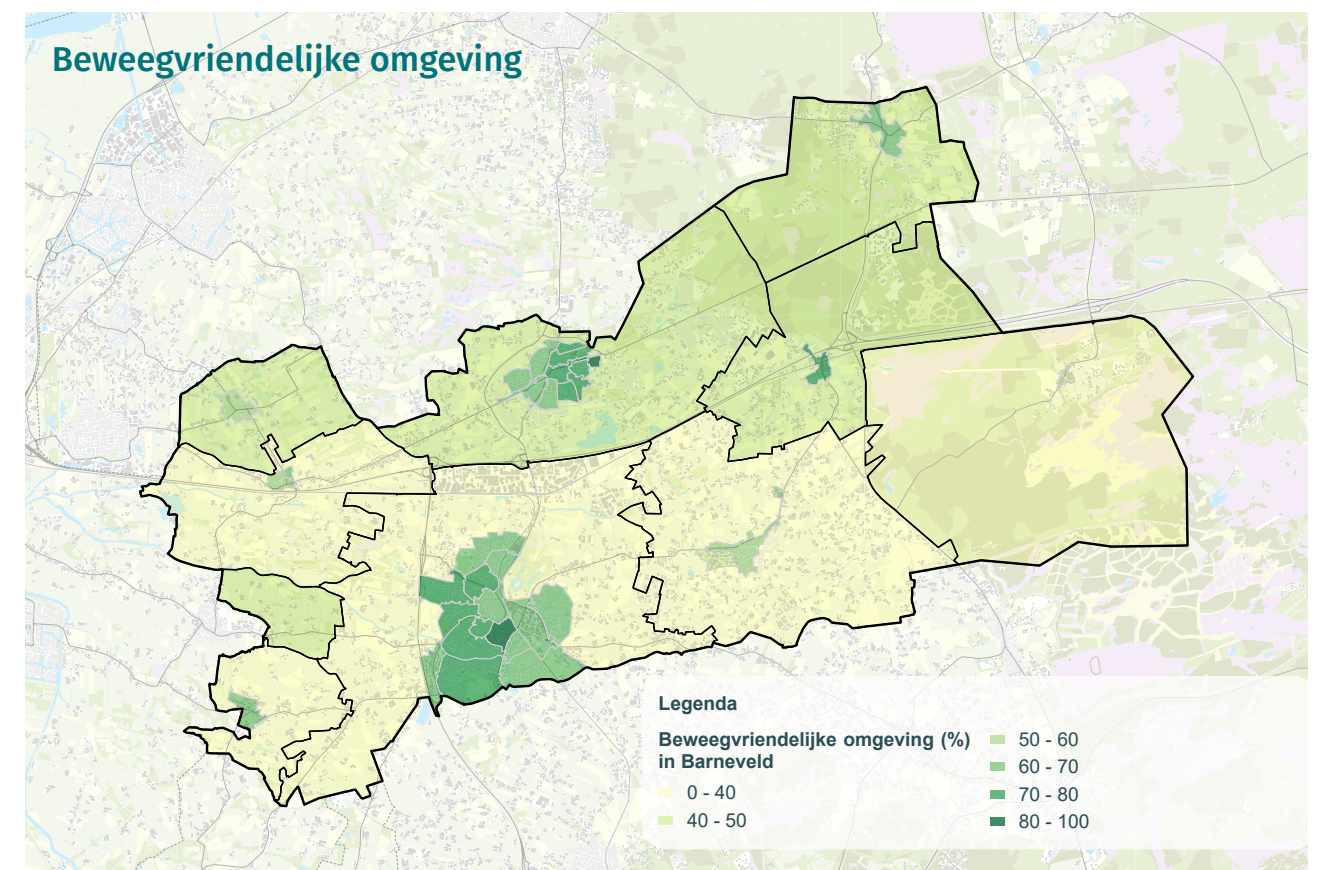 Beweegvriendelijke omgeving
Legenda
Beweegvriendelijke omgeving (%)
in Barneveld
0 - 40
40 - 50
50 - 60
60 - 70
70 - 80
80 - 100